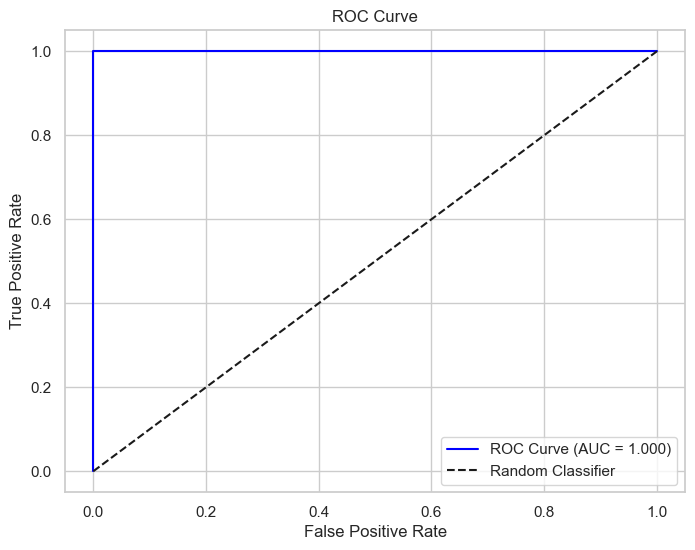 ROC Curve
1.0
0.8
0.6
0.4
0.2
0.0
True Positive Rate
ROC Curve (AUC = 1.000)
Random Classifier
0.0 0.2 0.4 0.6 0.8 1.0
False Positive Rate